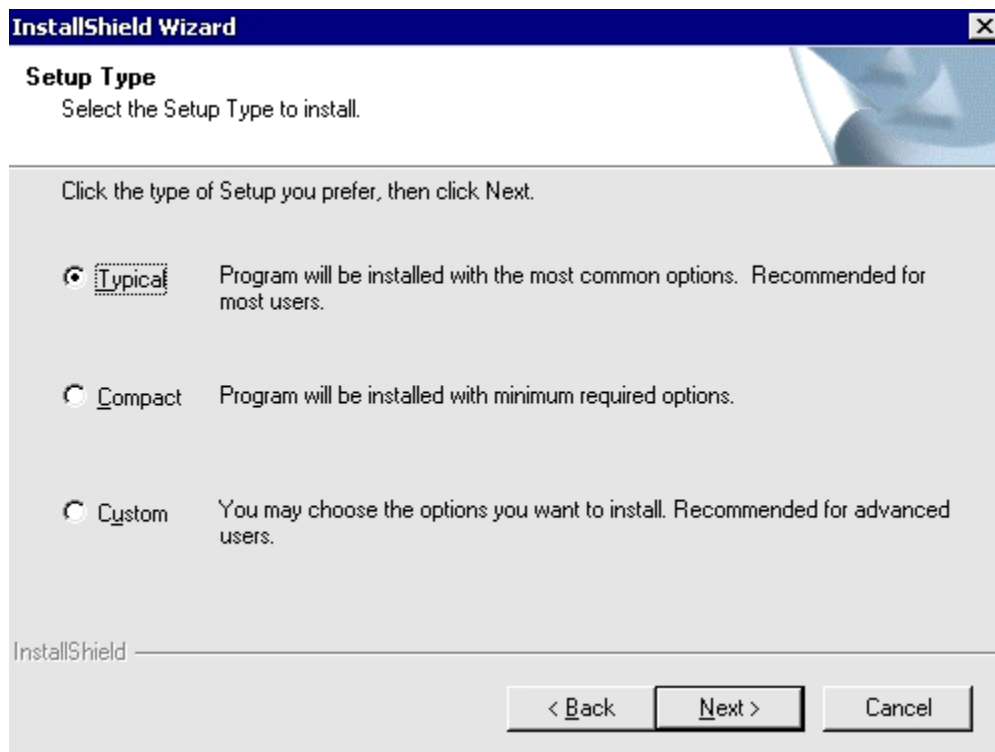 InstallShield Wizard
Setup Type
Select the Setup Type to install.
Click the type of Setup you prefer, then click Next.
Typical
Program will be installed with the most common options.  Recommended for
most users.
Compact
Program will be installed with minimum required options.
Custom
You may choose the options you want to install. Recommended for advanced
users.
InstallShield
< Back
Next >
Cancel